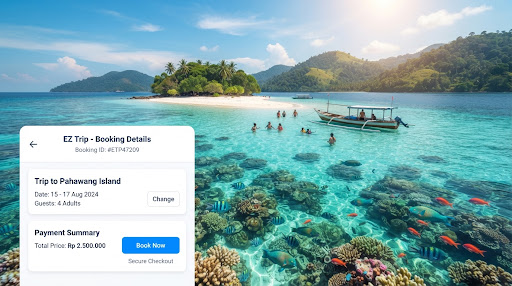 EZ Trip - Booking Details
Booking ID: #ETP47209
Trip to Pahawang Island
Date: 15 - 17 Aug 2024
Guests: 4 Adults
Change
Payment Summary
Total Price: Rp 2.500.000
Book Now
Secure Checkout